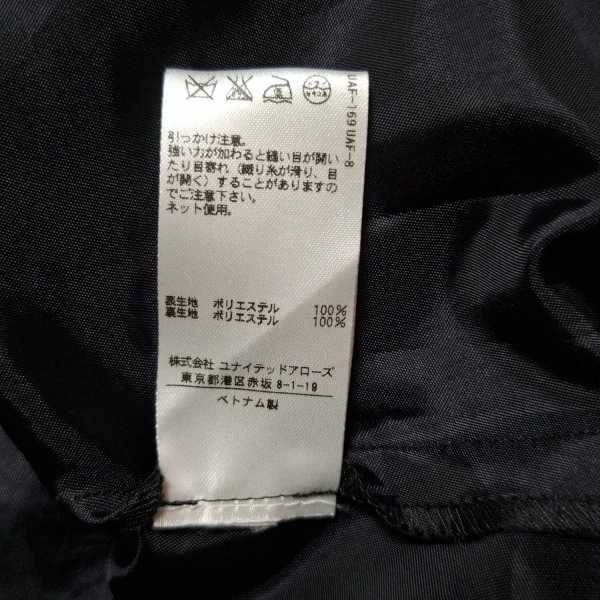 UAF-169 UAF-8
引っかけ注意。
強い力が加わると縫い目が開い
たり目寄れ（織り糸が滑り、目
が開く）することがありますの
でご注意下さい。
ネット使用。
表生地 ポリエステル 100%
裏生地 ポリエステル 100%
株式会社 ユナイテッドアローズ
東京都港区赤坂 8-1-19
ベトナム製